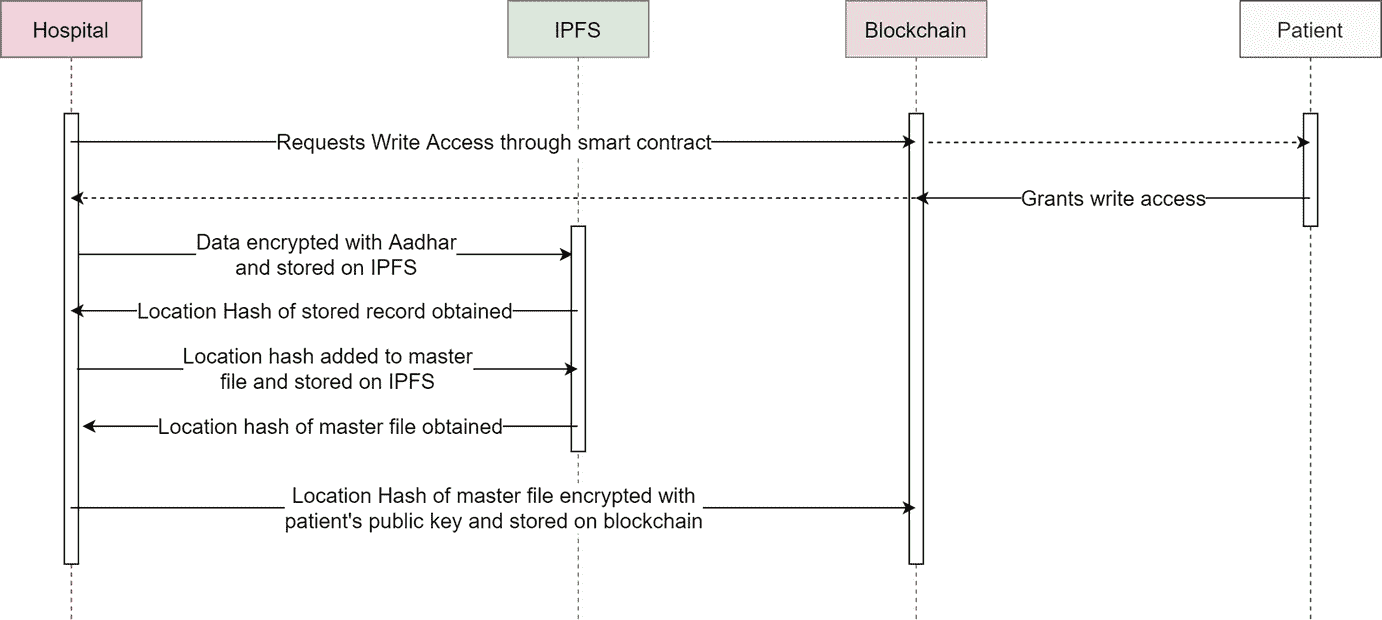 Hospital
IPFS
Blockchain
Patient
Requests Write Access through smart contract
Grants write access
Data encrypted with Aadhar
and stored on IPFS
Location Hash of stored record obtained
Location hash added to master
file and stored on IPFS
Location hash of master file obtained
Location Hash of master file encrypted with
patient's public key and stored on blockchain